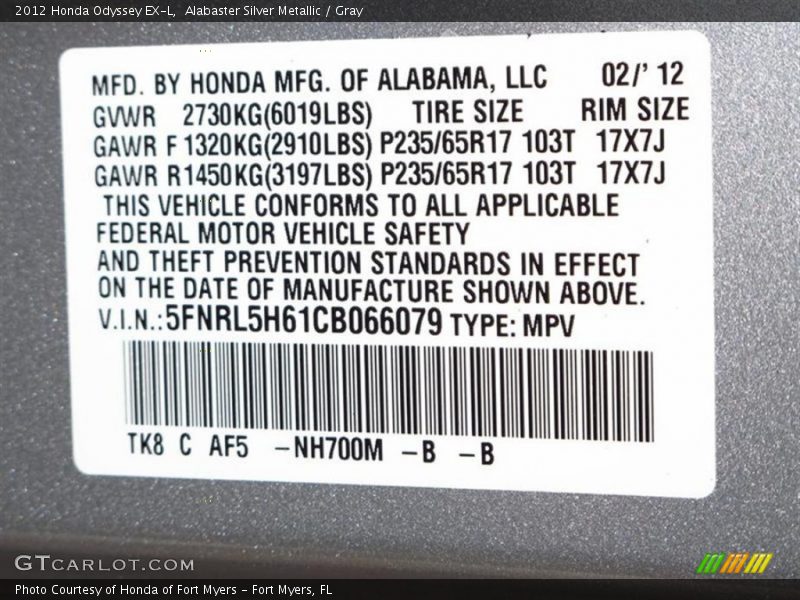 2012 Honda Odyssey EX-L,  Alabaster Silver Metallic / Gray
MFD. BY HONDA MFG. OF ALABAMA, LLC 02/' 12
GVWR 2730KG(6019LBS) TIRE SIZE RIM SIZE
GAWR F 1320KG(2910LBS) P235/65R17 103T 17X7J
GAWR R1450KG(3197LBS) P235/65R17 103T 17X7J
THIS VEHICLE CONFORMS TO ALL APPLICABLE
FEDERAL MOTOR VEHICLE SAFETY
AND THEFT PREVENTION STANDARDS IN EFFECT
ON THE DATE OF MANUFACTURE SHOWN ABOVE.
V.I.N.:5FNRL5H61CB066079 TYPE: MPV
TK8 C AF5 -NH700M -B -B
GTCARLOT.COM
Photo Courtesy of Honda of Fort Myers - Fort Myers, FL